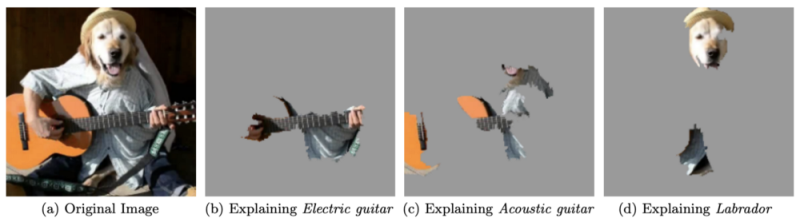 (a) Original Image
(b) Explaining Electric guitar
(c) Explaining Acoustic guitar
(d) Explaining Labrador